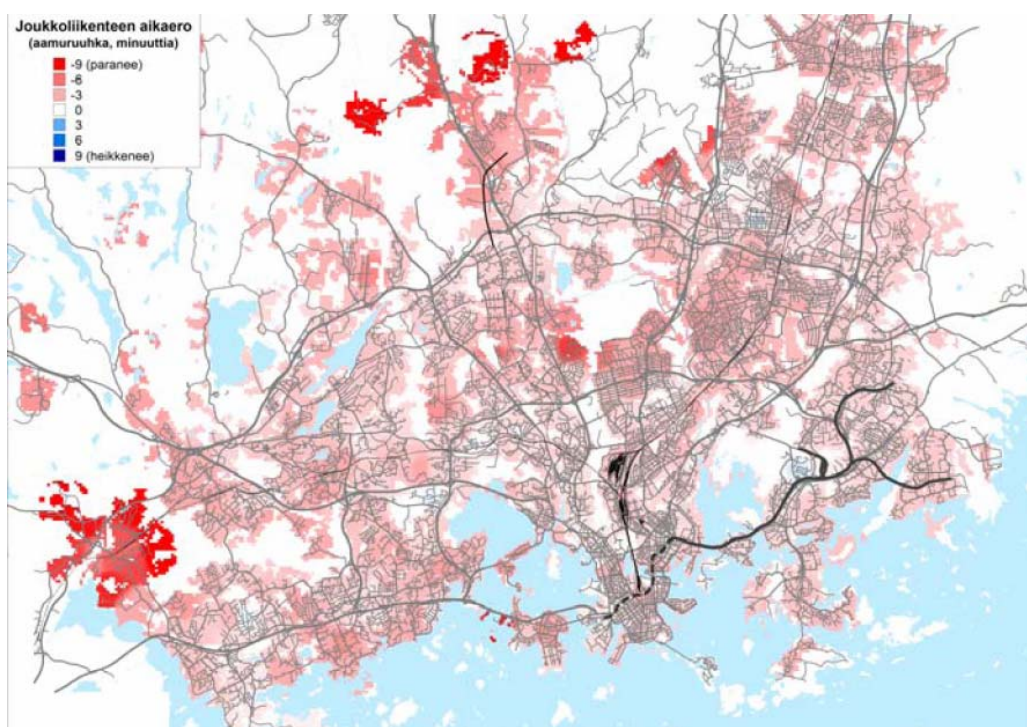 Joukkoliikenteen aikaero
(aamuruuhka, minuuttia)
-9 (paranee)
-6
-3
0
3
6
9 (heikkenee)